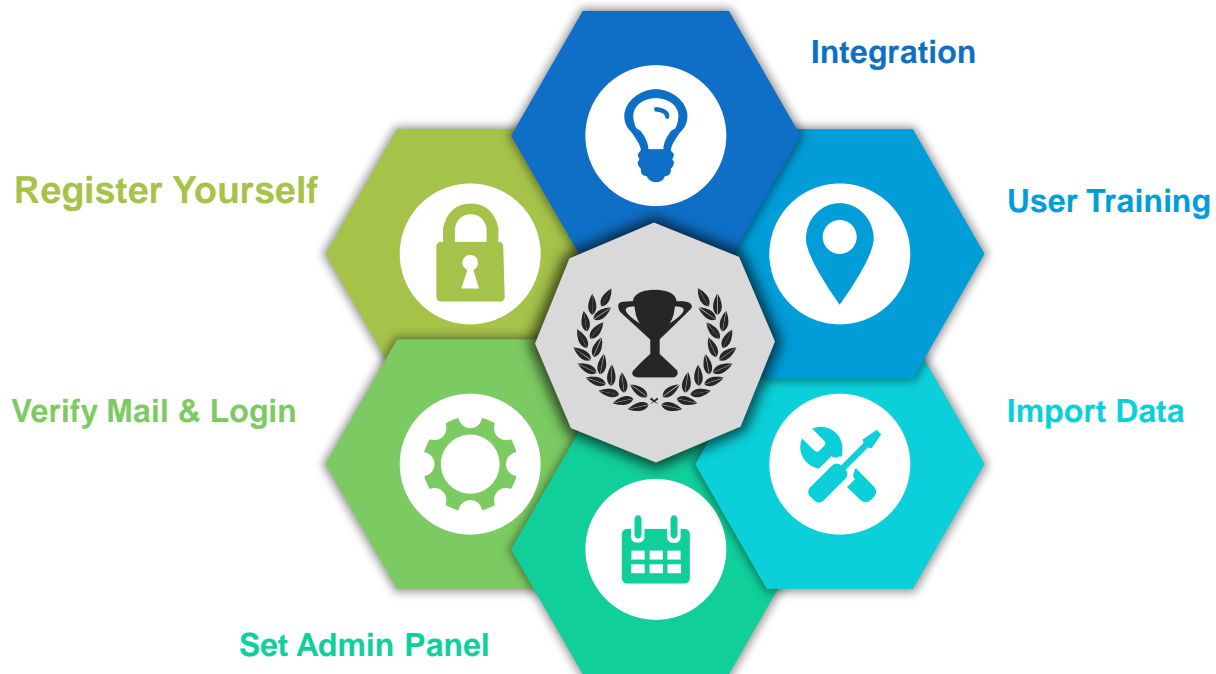 Integration
Register Yourself
User Training
Verify Mail & Login
Import Data
Set Admin Panel